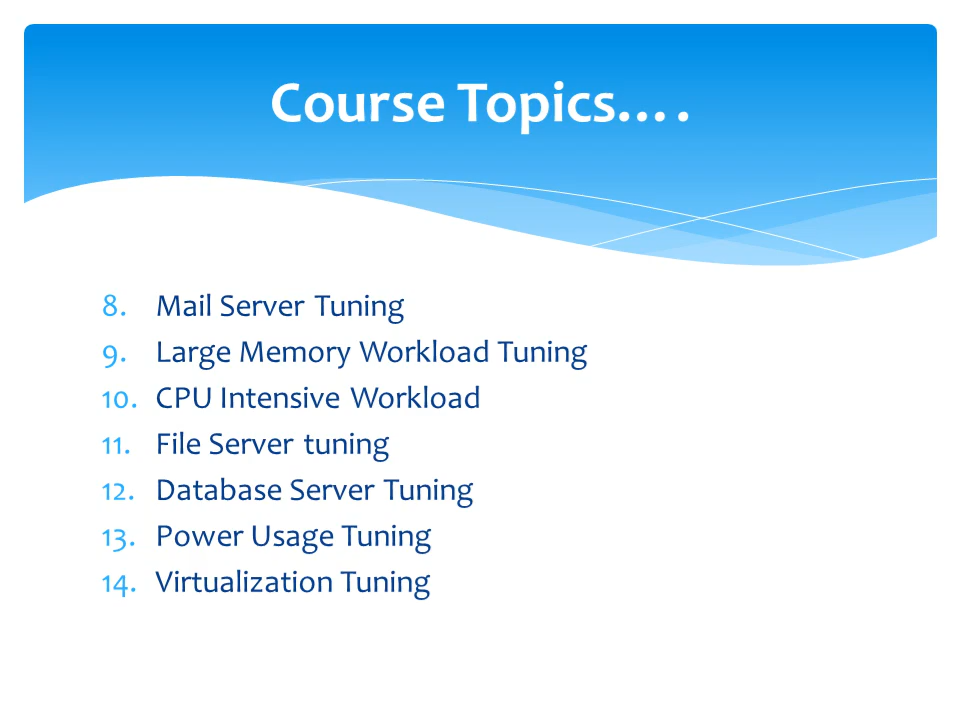 Course Topics....
8. Mail Server Tuning
9. Large Memory Workload Tuning
10. CPU Intensive Workload
11. File Server tuning
12. Database Server Tuning
13. Power Usage Tuning
14. Virtualization Tuning